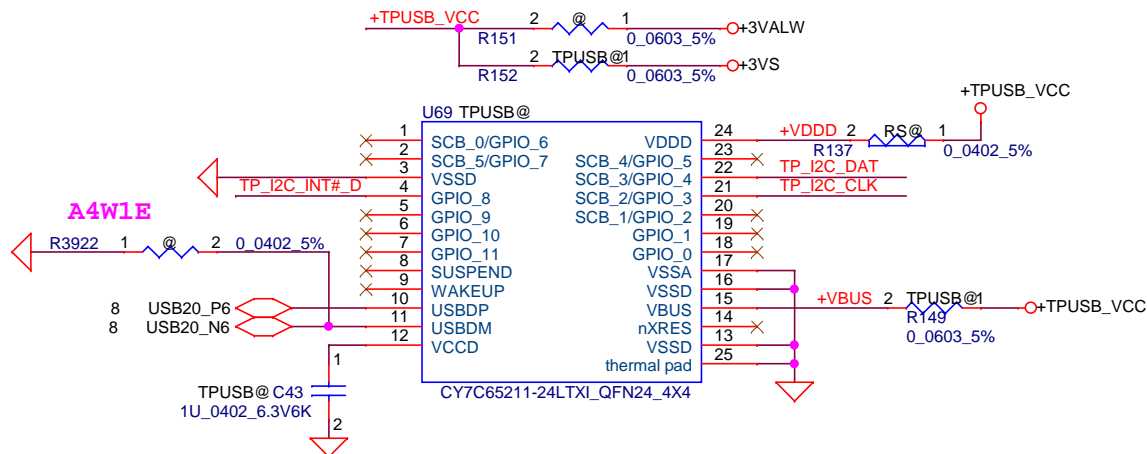 +TPUSB_VCC
2
@
1
+3VALW
R151
0_0603_5%
2
TPUSB@
1
+3VS
R152
0_0603_5%
+TPUSB_VCC
U69 TPUSB@
1
SCB_0/GPIO_6
VDDD
24
+VDDD
2
RS@
1
2
SCB_5/GPIO_7
SCB_4/GPIO_5
23
R137
0_0402_5%
3
VSSD
SCB_3/GPIO_4
22
TP_I2C_DAT
TP_I2C_INT#_D
4
GPIO_8
SCB_2/GPIO_3
21
TP_I2C_CLK
A4W1E
5
GPIO_9
SCB_1/GPIO_2
20
6
GPIO_10
GPIO_1
19
R3922
1
@
2
0_0402_5%
7
GPIO_11
GPIO_0
18
8
SUSPEND
VSSA
17
9
WAKEUP
VSSD
16
8
USB20_P6
10
USBDP
VBUS
15
+VBUS
2
TPUSB@
1
+TPUSB_VCC
8
USB20_N6
11
USBDM
nXRES
14
R149
12
VCCD
VSSD
13
0_0603_5%
1
thermal pad
25
TPUSB@ C43
CY7C65211-24LTXI_QFN24_4X4
1U_0402_6.3V6K
2